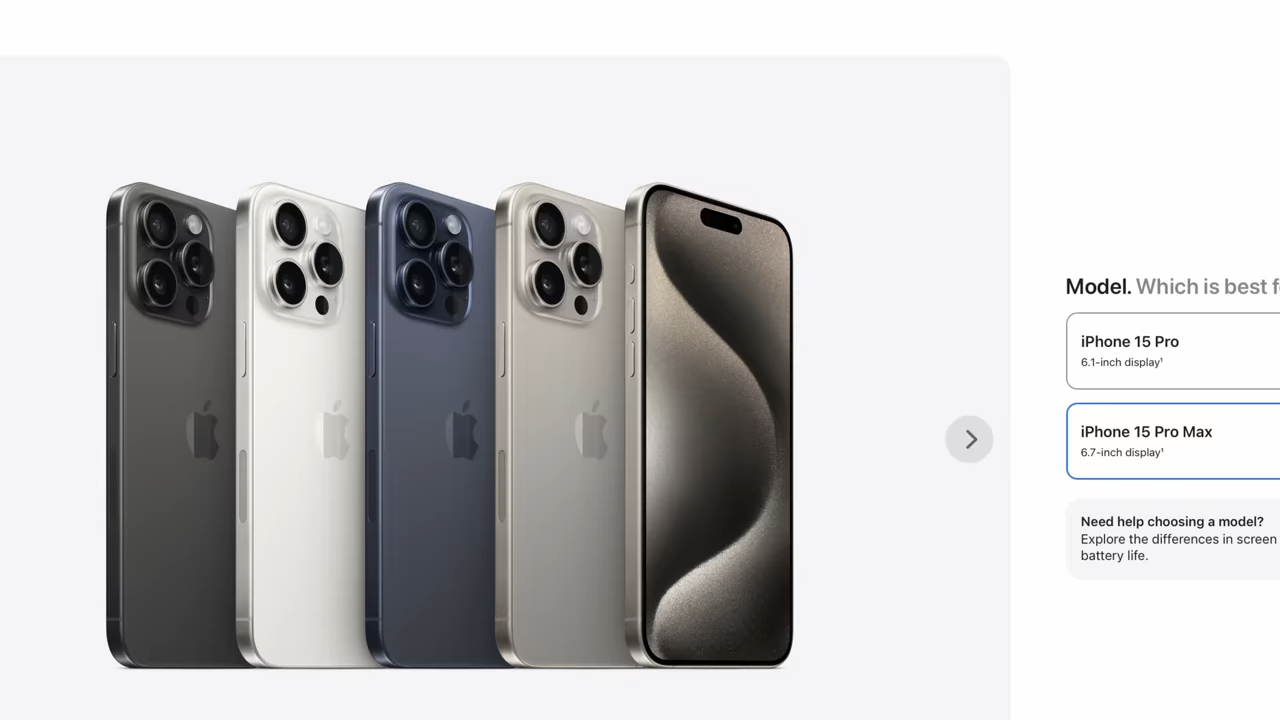 Model. Which is best f
iPhone 15 Pro
6.1-inch display¹
iPhone 15 Pro Max
6.7-inch display¹
Need help choosing a model?
Explore the differences in screen
battery life.